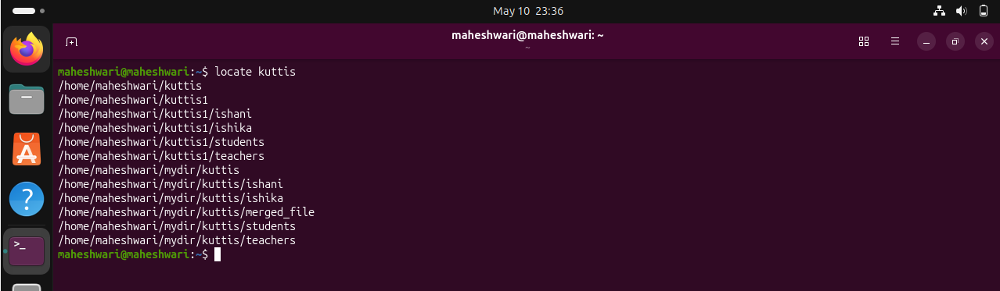 May 10 23:36
maheshwari@maheshwari: ~
~
maheshwari@maheshwari:~$ locate kuttis
/home/maheshwari/kuttis
/home/maheshwari/kuttis1
/home/maheshwari/kuttis1/ishani
/home/maheshwari/kuttis1/ishika
/home/maheshwari/kuttis1/students
/home/maheshwari/kuttis1/teachers
/home/maheshwari/mydir/kuttis
/home/maheshwari/mydir/kuttis/ishani
/home/maheshwari/mydir/kuttis/ishika
/home/maheshwari/mydir/kuttis/merged_file
/home/maheshwari/mydir/kuttis/students
/home/maheshwari/mydir/kuttis/teachers
maheshwari@maheshwari:~$